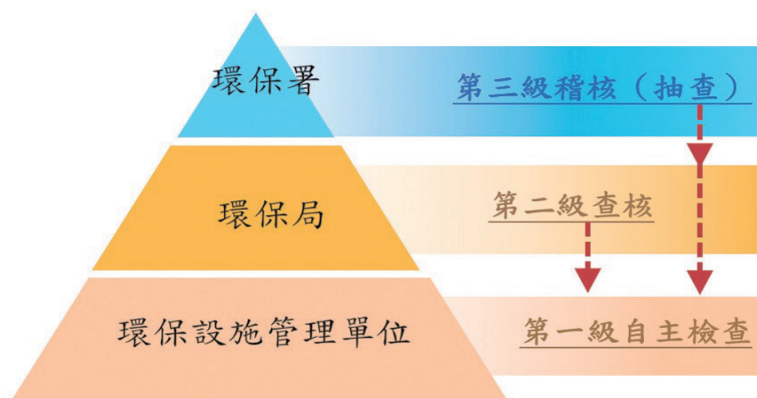 環保署
第三級稽核（抽查）
環保局
第二級查核
環保設施管理單位
第一級自主檢查